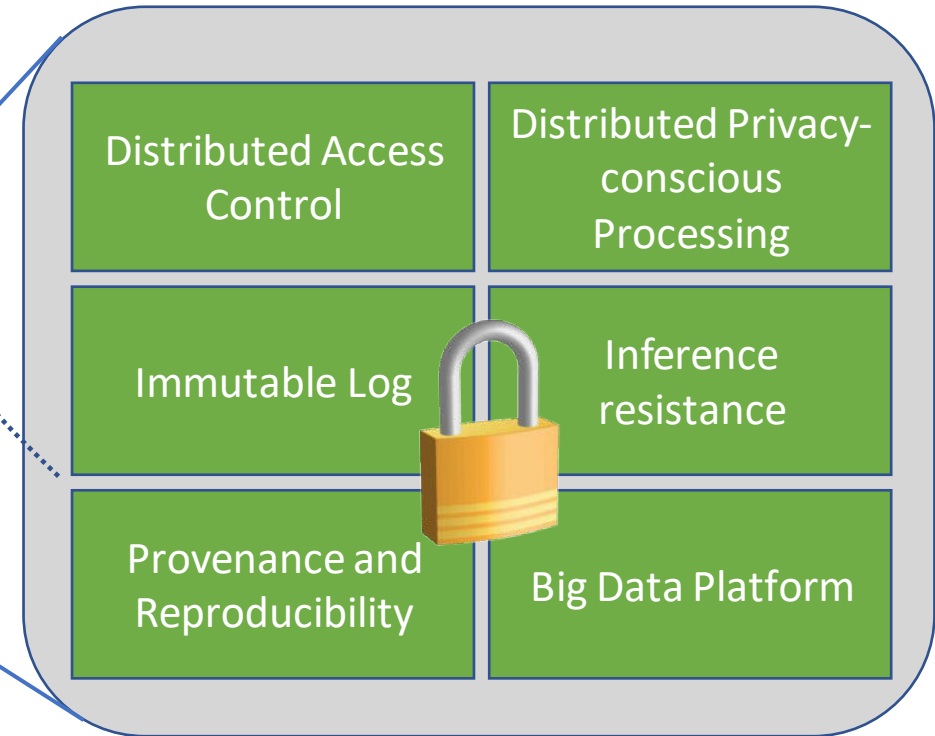 Distributed Access
Control
Distributed Privacy-
conscious
Processing
Immutable Log
Inference
resistance
Provenance and
Reproducibility
Big Data Platform